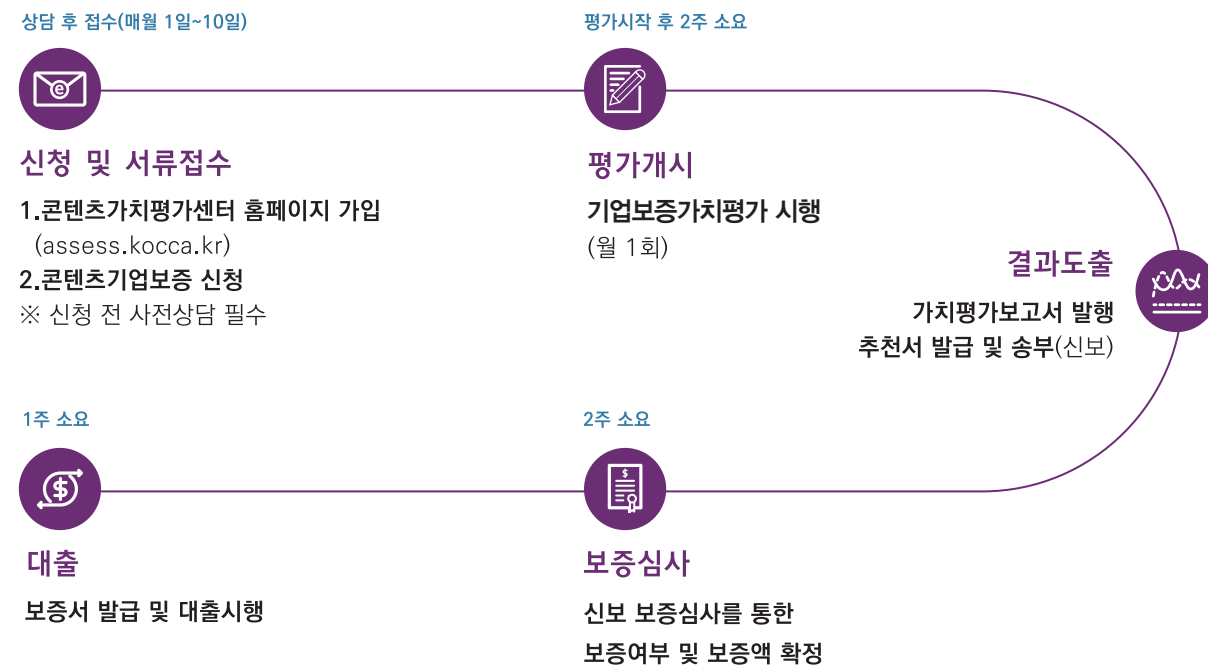 상담 후 접수(매월 1일~10일)
e
신청 및 서류접수
1.콘텐츠가치평가센터 홈페이지 가입
(assess.kocca.kr)
2.콘텐츠기업보증 신청
※ 신청 전 사전상담 필수
평가시작 후 2주 소요
평가개시
기업보증가치평가 시행
(월 1회)
결과도출
가치평가보고서 발행
추천서 발급 및 송부(신보)
2주 소요
$
보증심사
신보 보증심사를 통한
보증여부 및 보증액 확정
1주 소요
$
대출
보증서 발급 및 대출시행